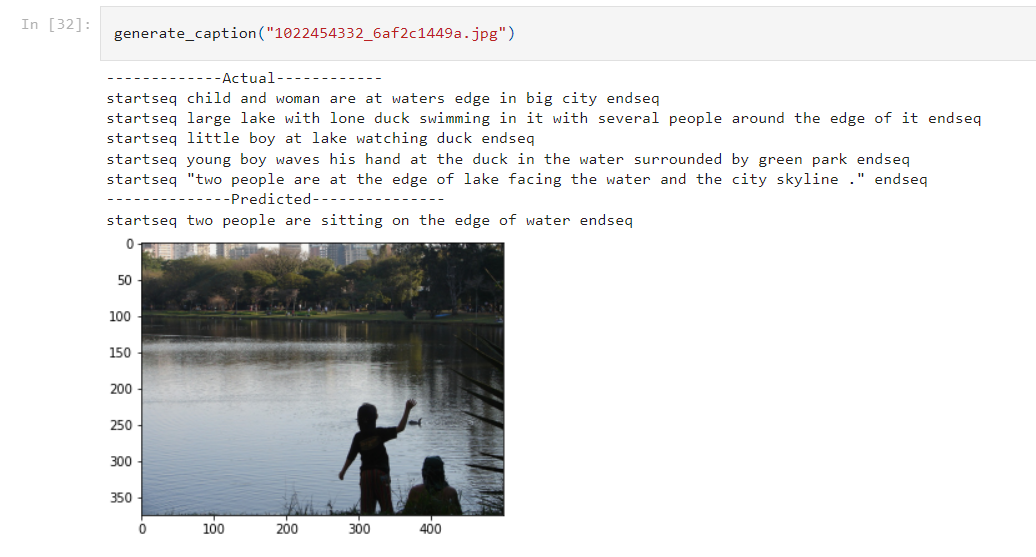 In [32]:
generate_caption("1022454332_6af2c1449a.jpg")
-------------Actual------------
startseq child and woman are at waters edge in big city endseq
startseq large lake with lone duck swimming in it with several people around the edge of it endseq
startseq little boy at lake watching duck endseq
startseq young boy waves his hand at the duck in the water surrounded by green park endseq
startseq "two people are at the edge of lake facing the water and the city skyline ." endseq
--------------Predicted---------------
startseq two people are sitting on the edge of water endseq
0
50
100
150
200
250
300
350
0 100 200 300 400